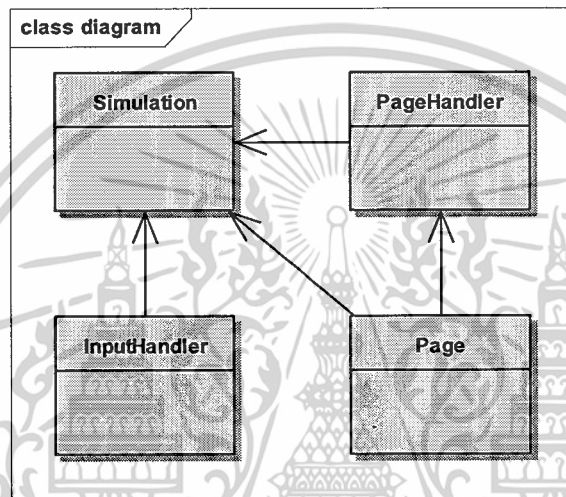 class diagram
Simulation
PageHandler
InputHandler
Page